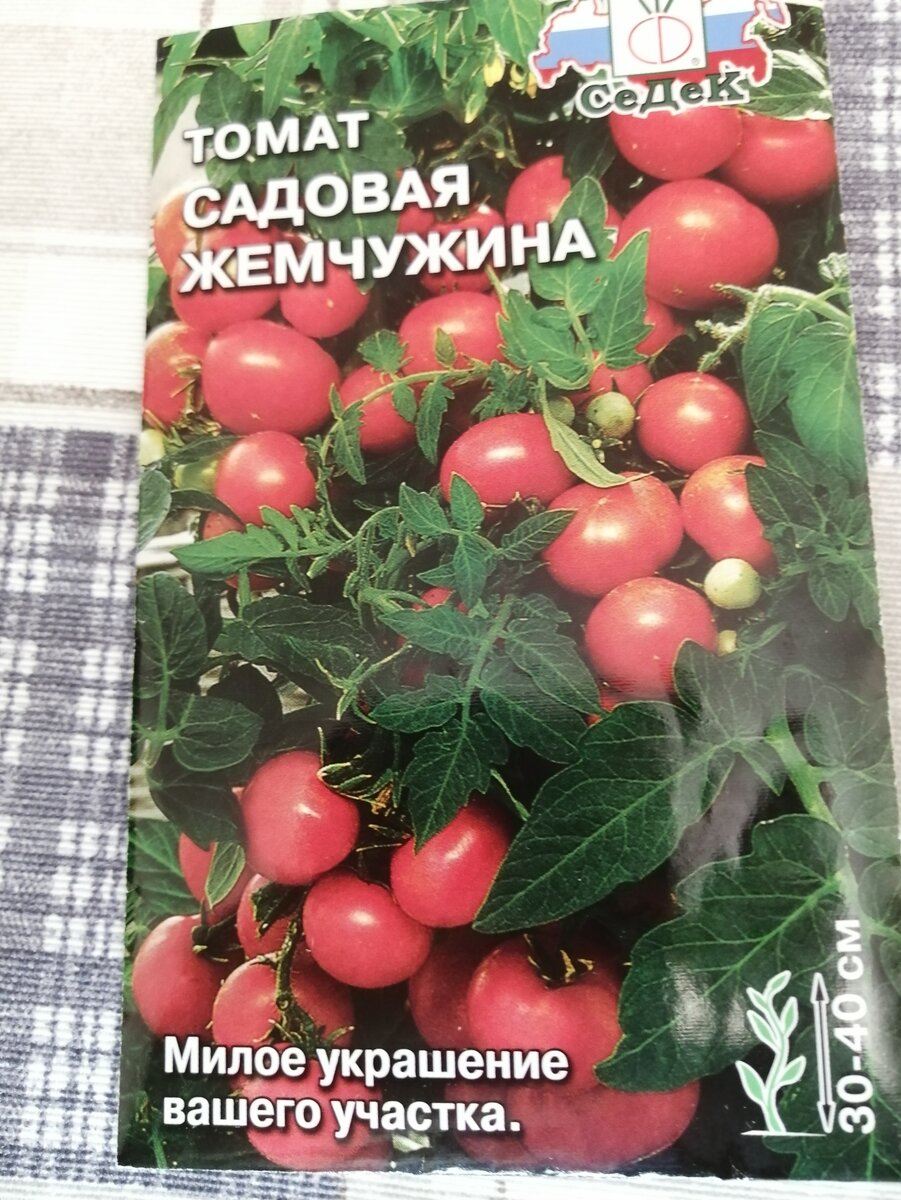 СеДеК
ТОМАТ
САДОВАЯ
ЖЕМЧУЖИНА
Милое украшение
вашего участка.
30-40 см